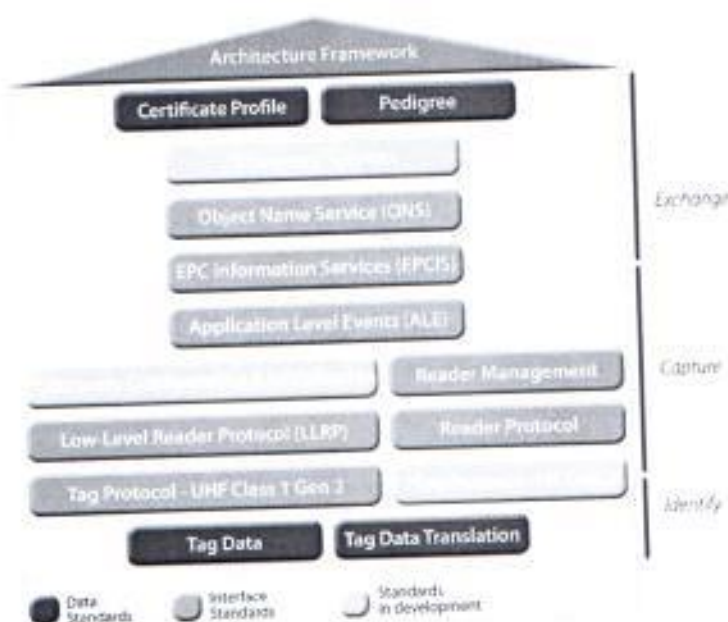 Architecture Framework
Certificate Profile
Pedigree
Object Name Service (ONS)
Exchange
EPC Information Services (EPCIS)
Application Level Events (ALE)
Reader Management
Capture
Low-Level Reader Protocol (LLRP)
Reader Protocol
Tag Protocol - UHF Class 1 Gen 2
Identify
Tag Data
Tag Data Translation
Data
Standards
Interface
Standards
Standards
in development